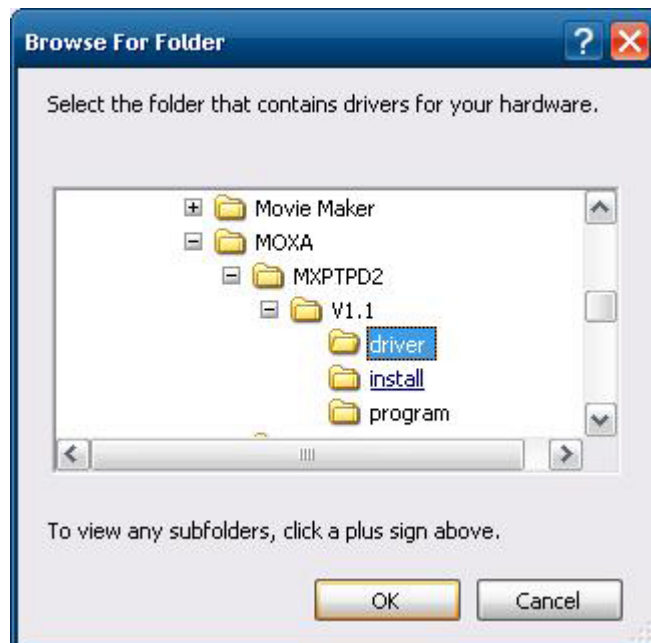 Browse For Folder
Select the folder that contains drivers for your hardware.
Movie Maker
MOXA
MXPTPD2
V1.1
driver
install
program
To view any subfolders, click a plus sign above.
OK Cancel